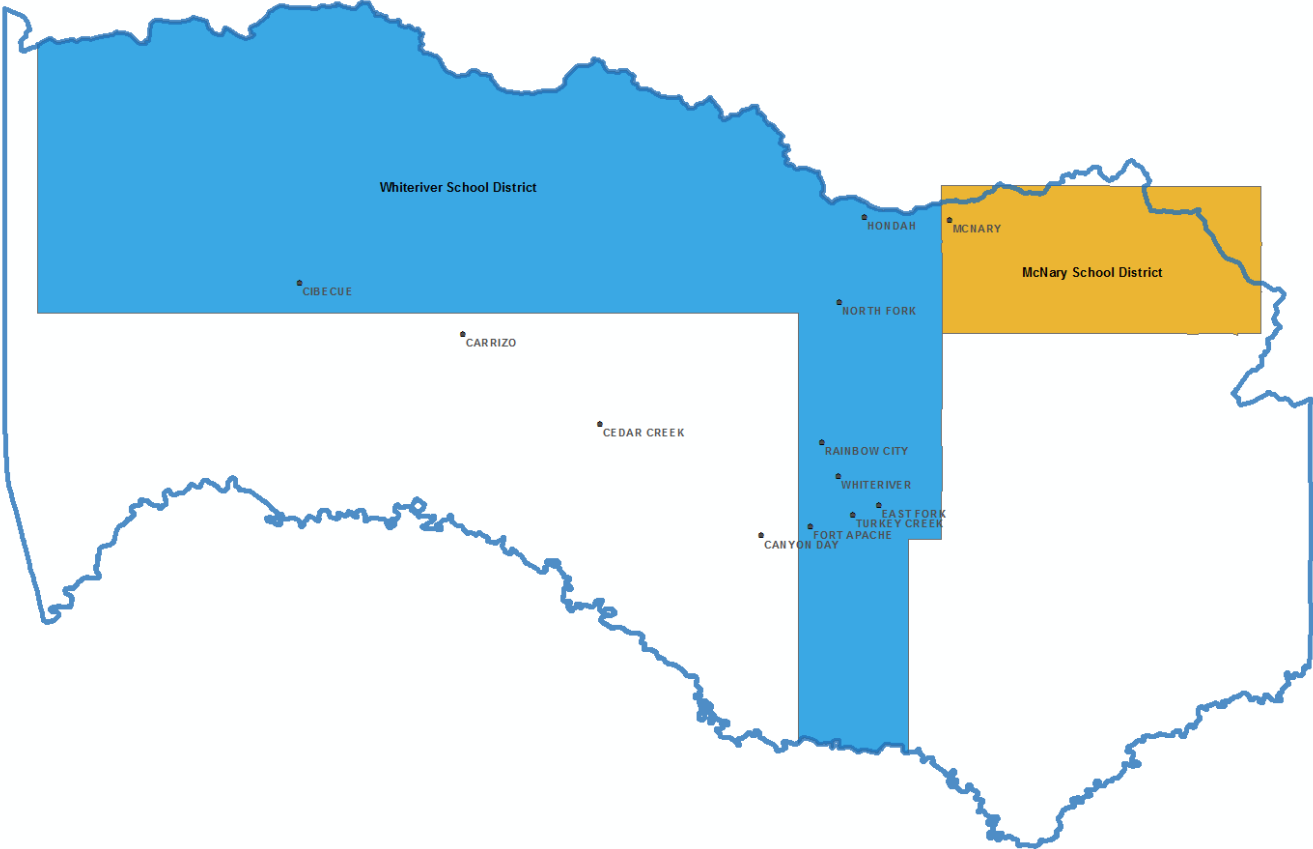 Whiteriver School District
HONDAH
MCNARY
McNary School District
CIBECUE
NORTH FORK
CARRIZO
CEDAR CREEK
RAINBOW CITY
WHITERIVER
EAST FORK
TURKEY CREEK
FORT APACHE
CANYON DAY